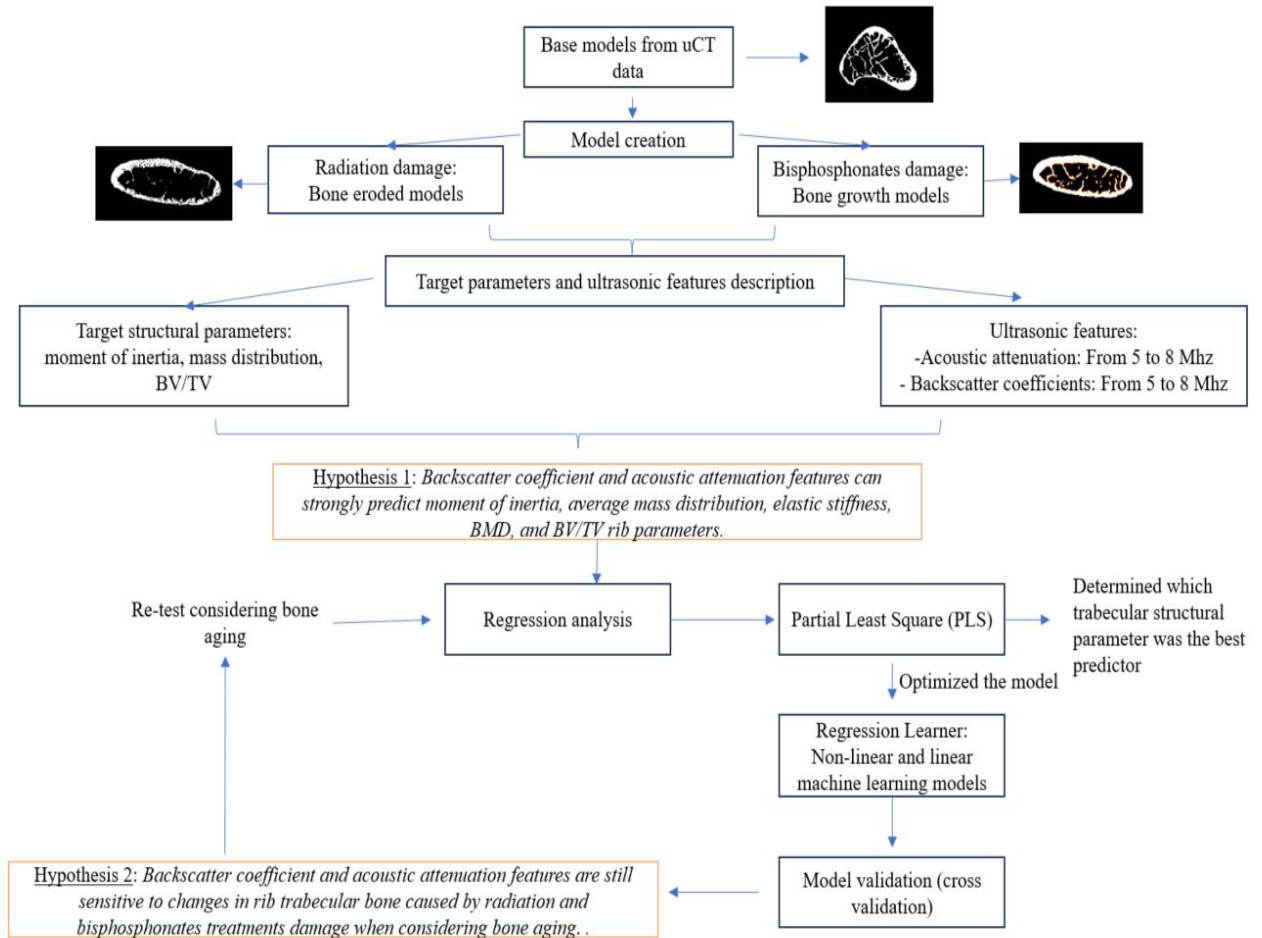 Base models from uCT
data
Model creation
Radiation damage:
Bone eroded models
Bisphosphonates damage:
Bone growth models
Target parameters and ultrasonic features description
Target structural parameters:
moment of inertia, mass distribution,
BV/TV
Ultrasonic features:
-Acoustic attenuation: From 5 to 8 Mhz
- Backscatter coefficients: From 5 to 8 Mhz
Hypothesis 1: Backscatter coefficient and acoustic attenuation features can
strongly predict moment of inertia, average mass distribution, elastic stiffness,
BMD, and BV/TV rib parameters.
Re-test considering bone
aging
Regression analysis
Partial Least Square (PLS)
Determined which
trabecular structural
parameter was the best
predictor
Optimized the model
Regression Learner:
Non-linear and linear
machine learning models
Model validation (cross
validation)
Hypothesis 2: Backscatter coefficient and acoustic attenuation features are still
sensitive to changes in rib trabecular bone caused by radiation and
bisphosphonates treatments damage when considering bone aging. .